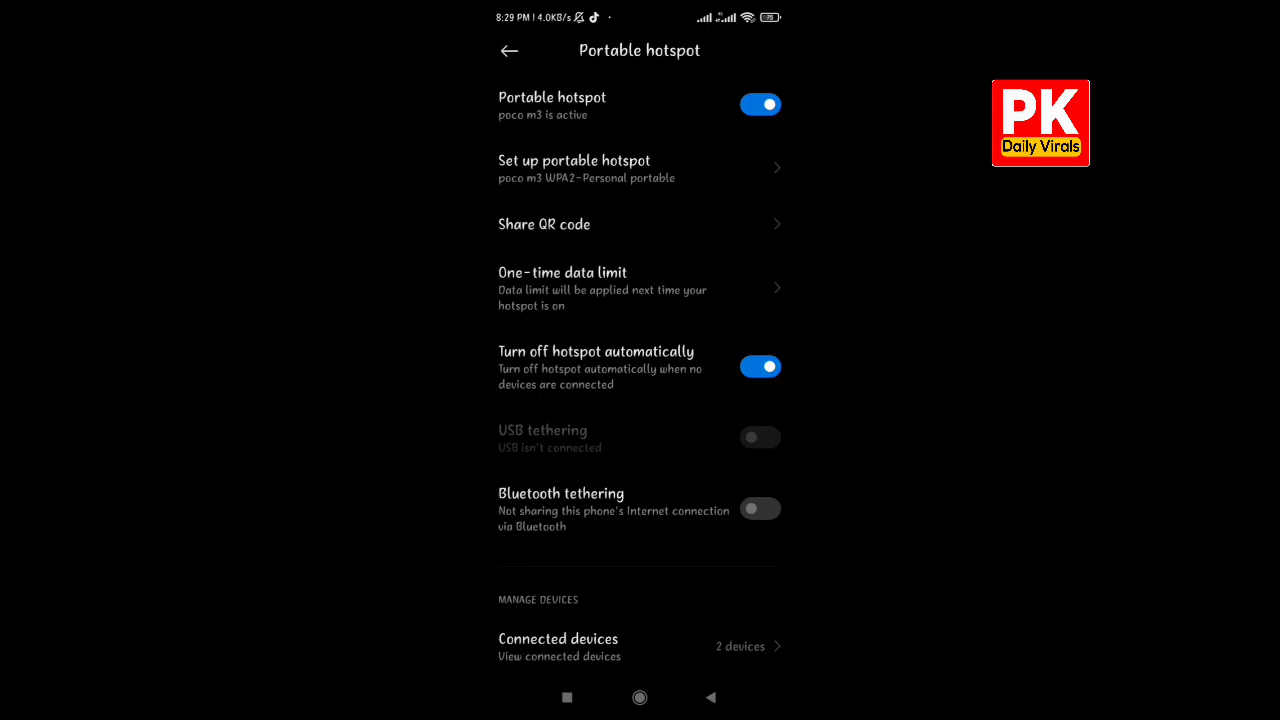 8:29 PM | 4.0KB/s
75
Portable hotspot
PK
Daily Virals
Portable hotspot
poco m3 is active
Set up portable hotspot
poco m3 WPA2-Personal portable
Share QR code
One-time data limit
Data limit will be applied next time your
hotspot is on
Turn off hotspot automatically
Turn off hotspot automatically when no
devices are connected
USB tethering
USB isn't connected
Bluetooth tethering
Not sharing this phone's Internet connection
via Bluetooth
MANAGE DEVICES
Connected devices
2 devices
View connected devices